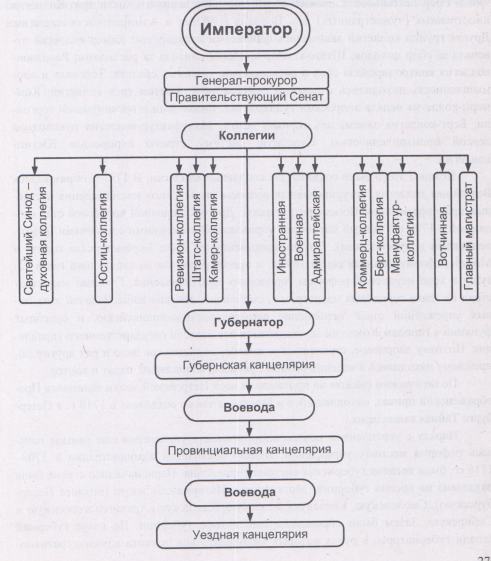 Император
Генерал-прокурор
Правительствующий Сенат
Коллегии
Святейший Синод –
духовная коллегия
Юстиц-коллегия
Ревизион-коллегия
Штатс-коллегия
Камер-коллегия
Иностранная
Военная
Адмиралтейская
Коммерц-коллегия
Берг-коллегия
Мануфактур-
коллегия
Вотчинная
Главный магистрат
Губернатор
Губернская канцелярия
Воевода
Провинциальная канцелярия
Воевода
Уездная канцелярия
27